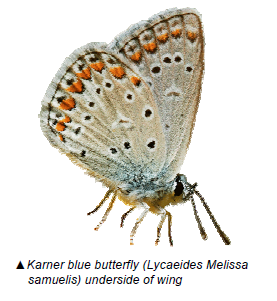 ▲Karner blue butterfly (Lycaeides Melissa
samuelis) underside of wing